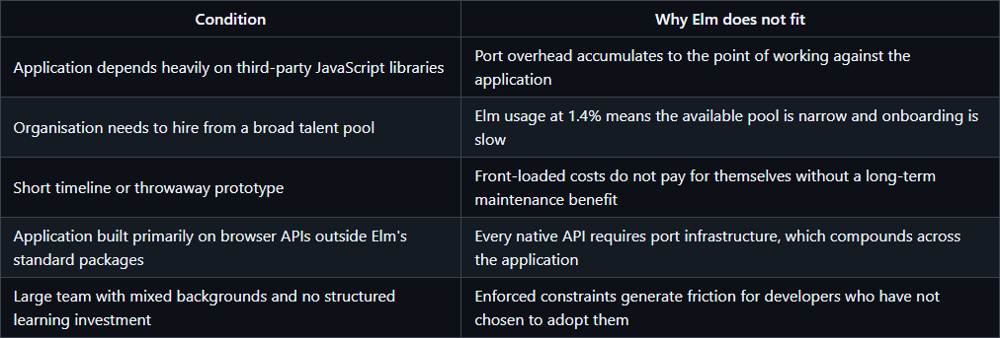 Condition
Why Elm does not fit
Application depends heavily on third-party JavaScript libraries
Port overhead accumulates to the point of working against the
application
Organisation needs to hire from a broad talent pool
Elm usage at 1.4% means the available pool is narrow and onboarding is
slow
Short timeline or throwaway prototype
Front-loaded costs do not pay for themselves without a long-term
maintenance benefit
Application built primarily on browser APIs outside Elm's
standard packages
Every native API requires port infrastructure, which compounds across
the application
Large team with mixed backgrounds and no structured
learning investment
Enforced constraints generate friction for developers who have not
chosen to adopt them